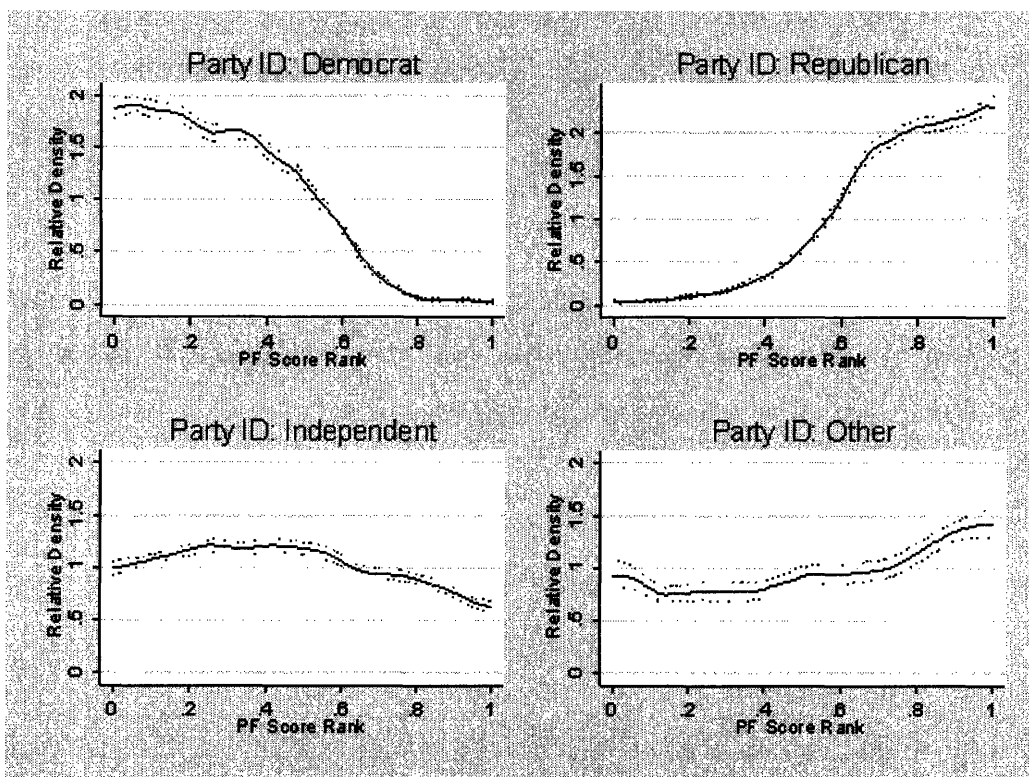 Party ID: Democrat
Relative Density
0 .5 1 1.5 2
0 .2 .4 .6 .8 1
PF Score Rank
Party ID: Republican
Relative Density
0 .5 1 1.5 2
0 .2 .4 .6 .8 1
PF Score Rank
Party ID: Independent
Relative Density
0 .5 1 1.5 2
0 .2 .4 .6 .8 1
PF Score Rank
Party ID: Other
Relative Density
0 .5 1 1.5 2
0 .2 .4 .6 .8 1
PF Score Rank